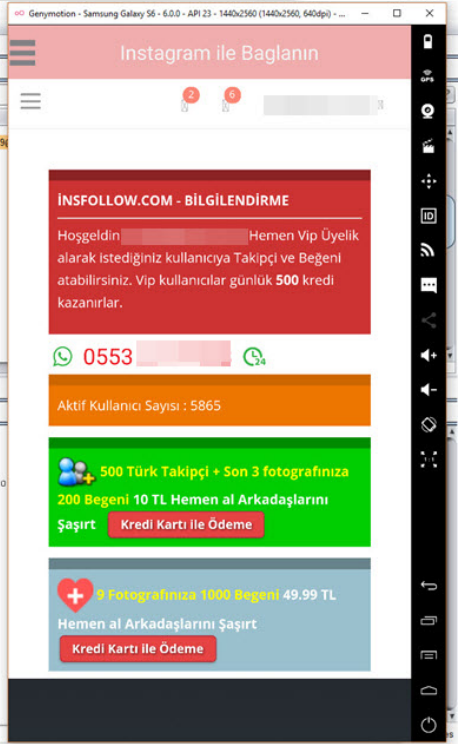 Genymotion - Samsung Galaxy S6 - 6.0.0 - API 23 - 1440x2560 (1440x2560, 640dpi) - ...
Instagram ile Baglanın
GPS
2 6
ID
İNSFOLLOW.COM - BİLGİLENDİRME
Hoşgeldin Hemen Vip Üyelik
alarak istediğiniz kullanıcıya Takipçi ve Beğeni
atabilirsiniz. Vip kullanıcılar günlük 500 kredi
kazanırlar.
0553
24
Aktif Kullanıcı Sayısı : 5865
500 Türk Takipçi + Son 3 fotografınıza
200 Begeni 10 TL Hemen al Arkadaşlarını
Şaşırt Kredi Kartı ile Ödeme
9 Fotografınıza 1000 Begeni 49.99 TL
Hemen al Arkadaşlarını Şaşırt
Kredi Kartı ile Ödeme